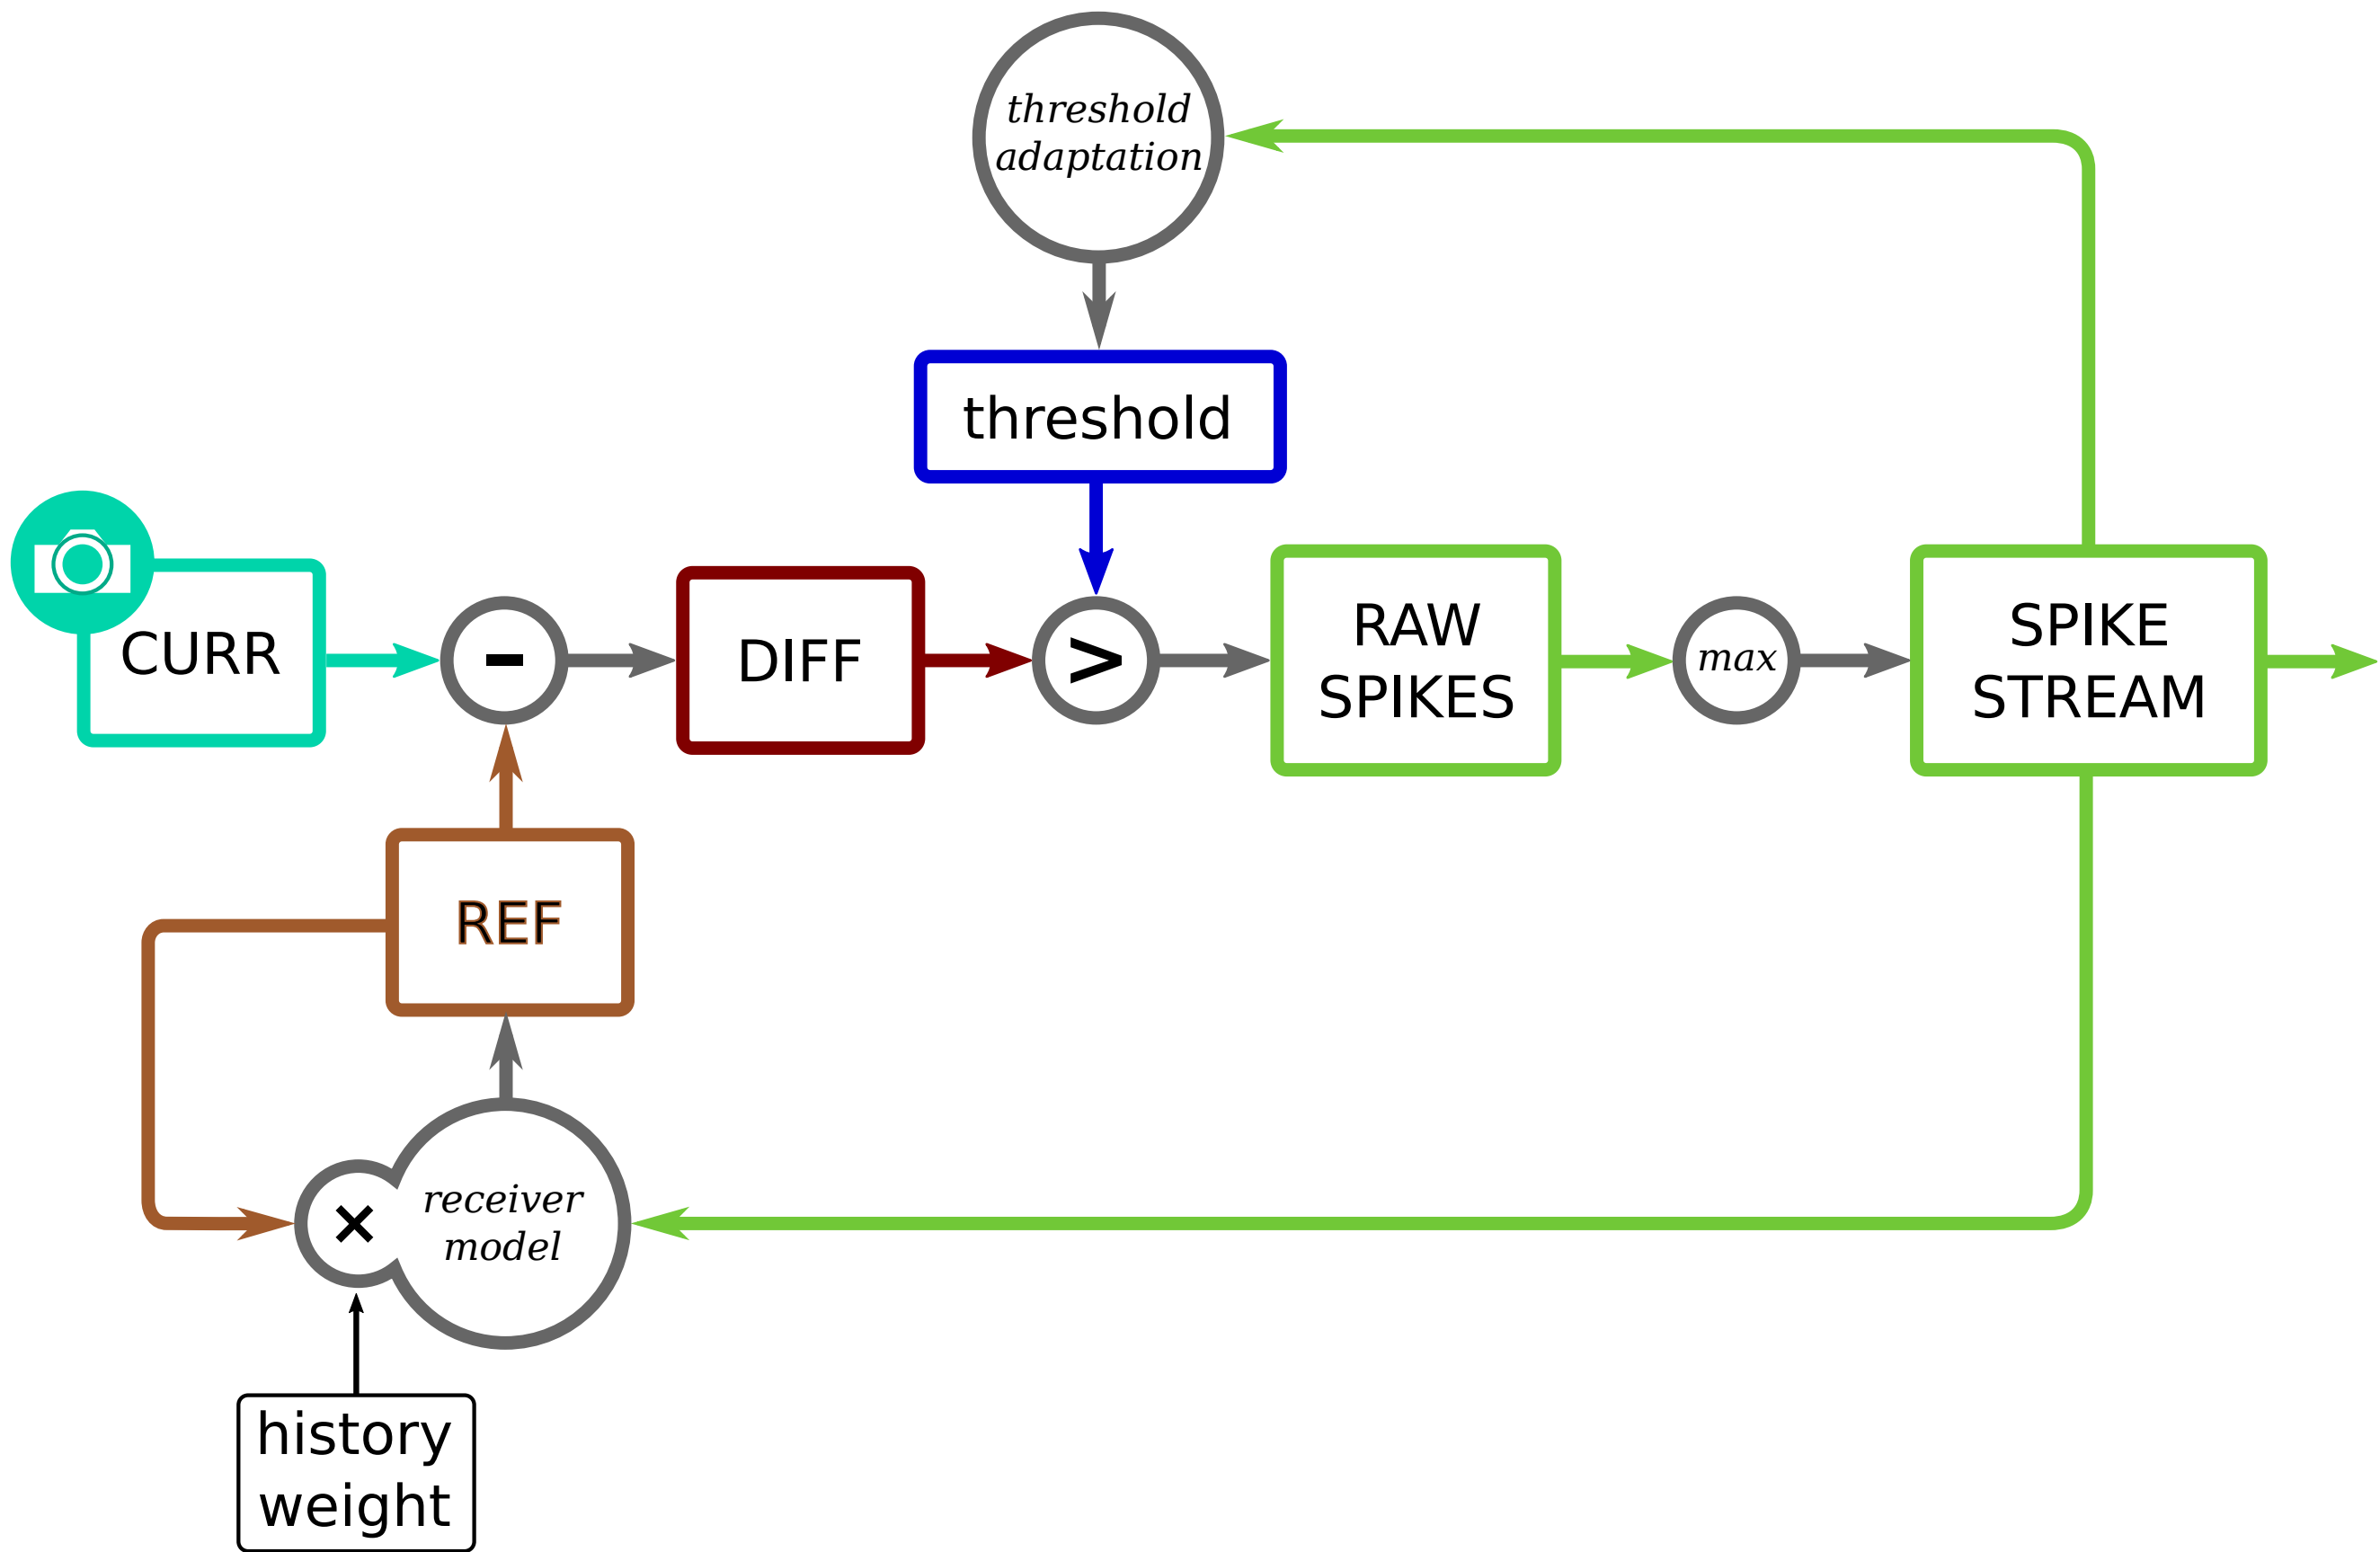 threshold
adaptation
threshold
CURR
–
DIFF
>
RAW
SPIKES
max
SPIKE
STREAM
REF
×
receiver
model
history
weight